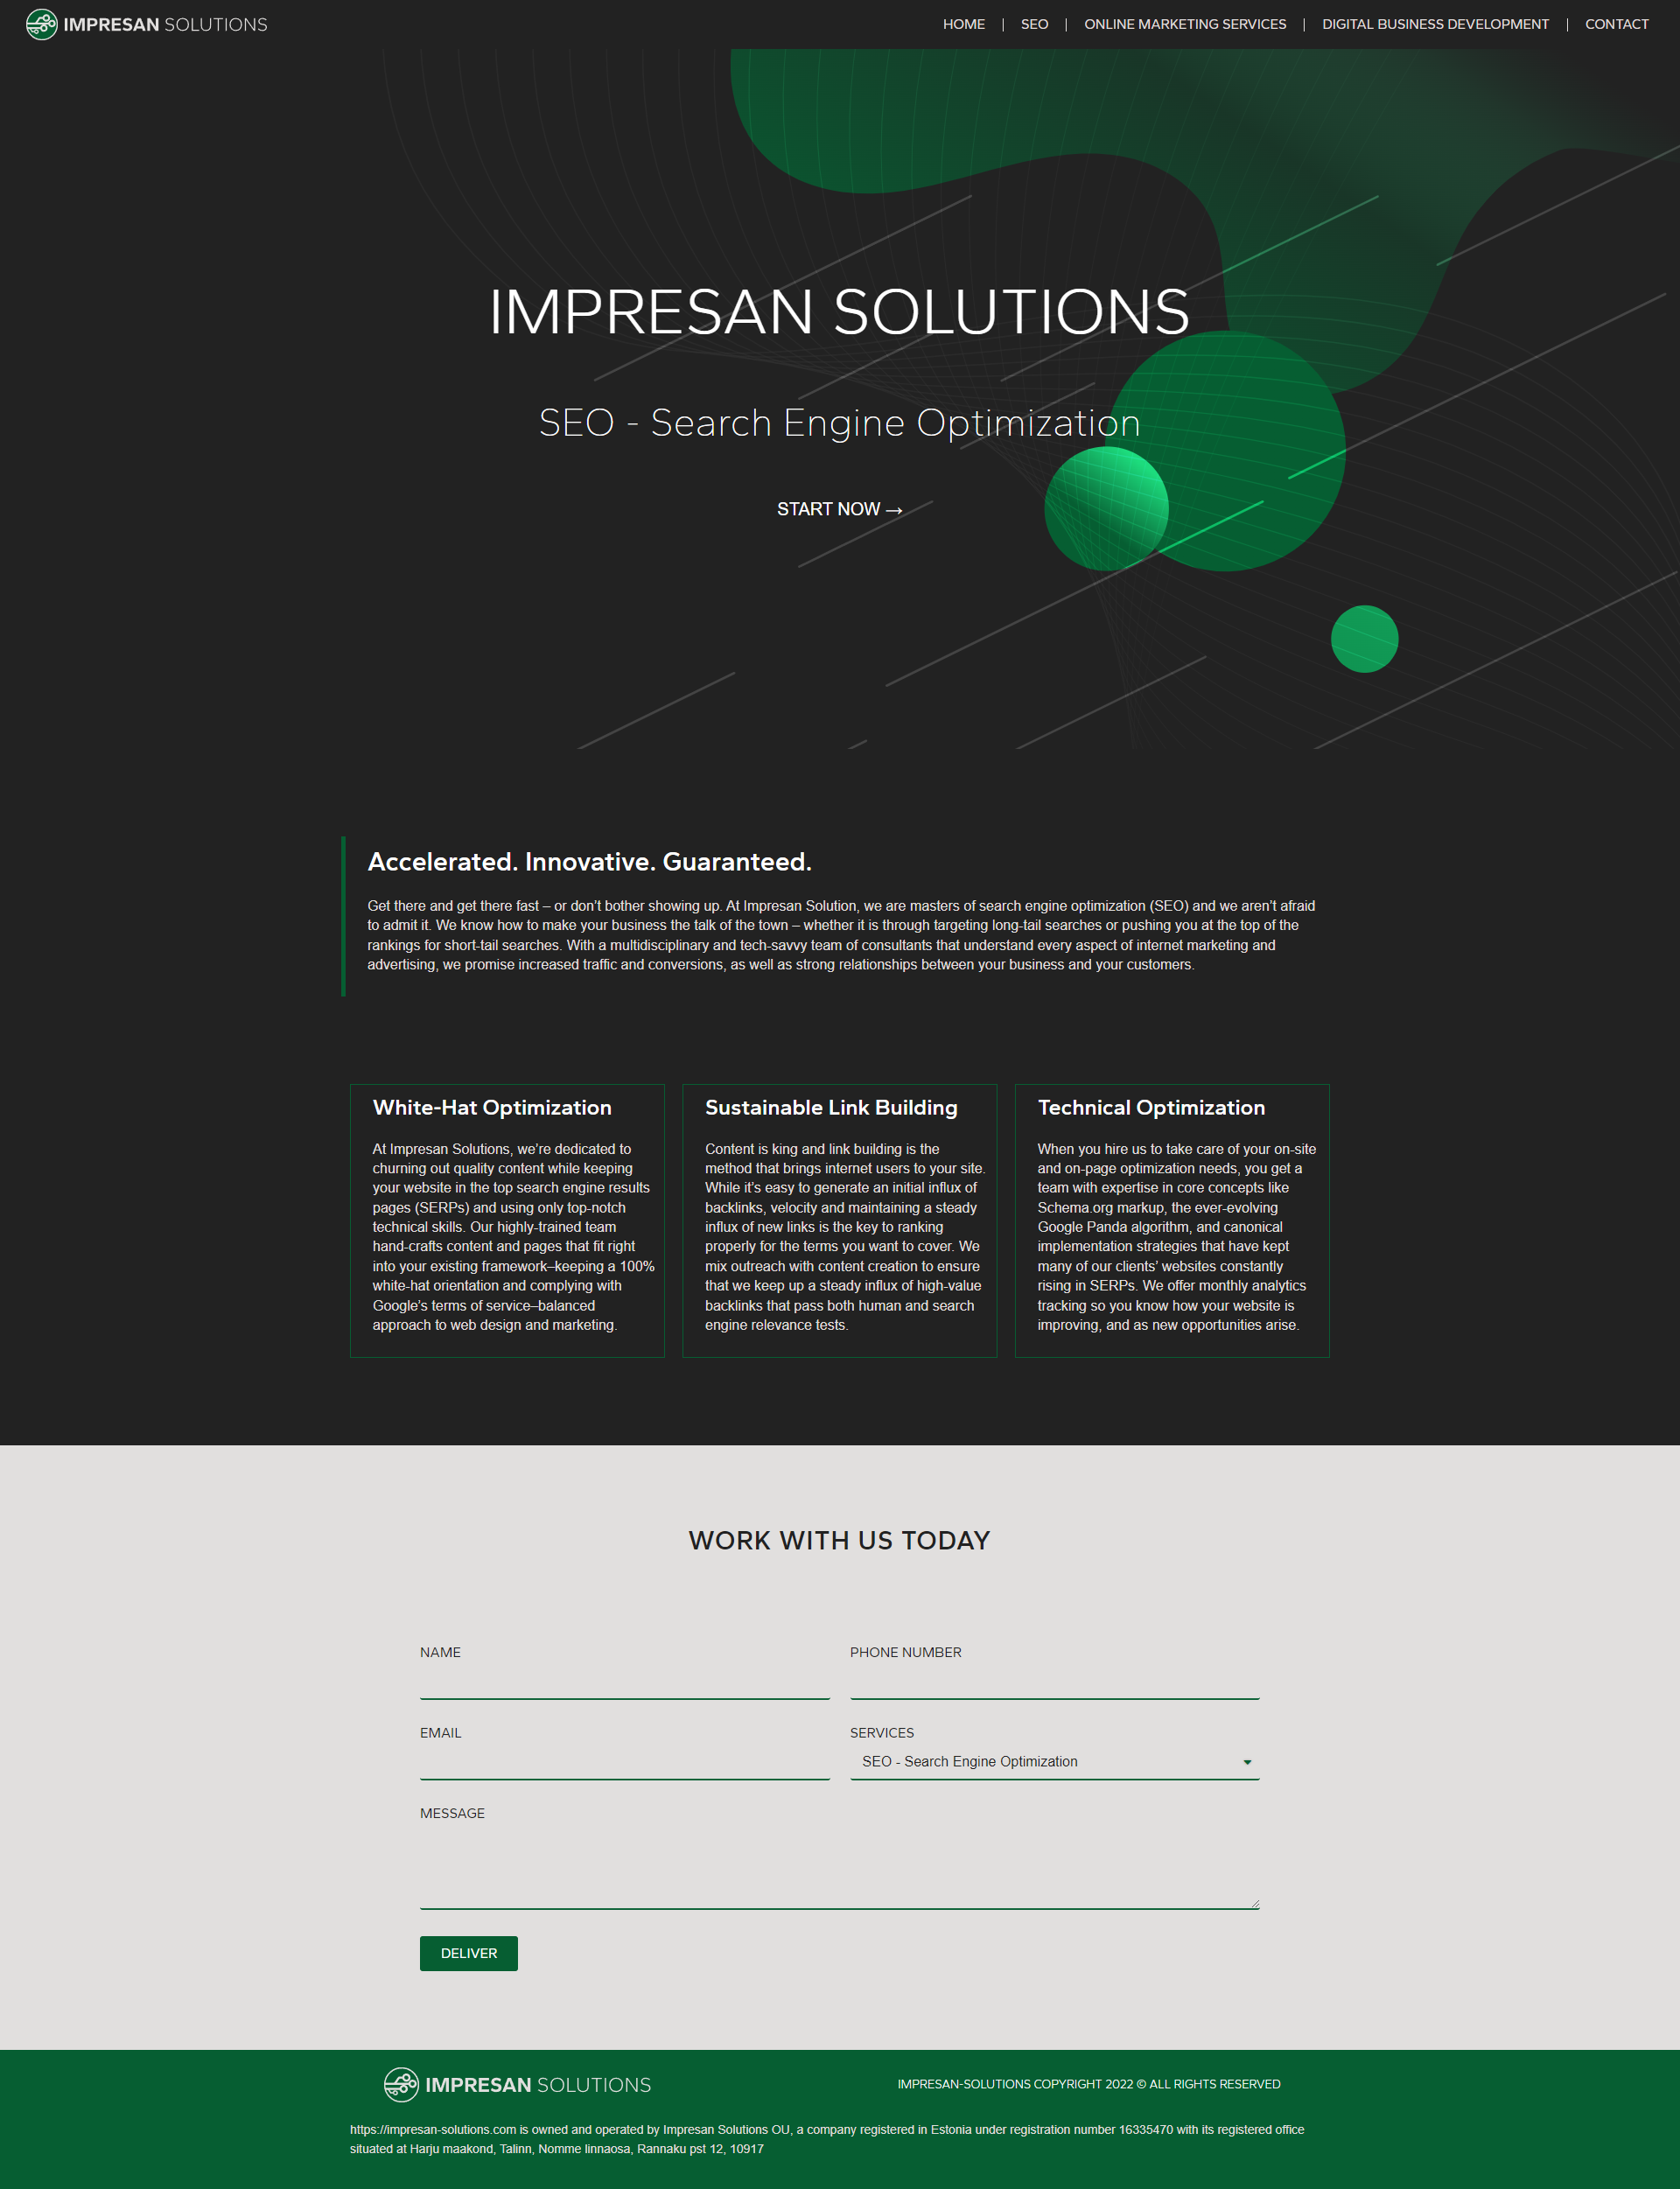 IMPRESAN SOLUTIONS
HOME | SEO | ONLINE MARKETING SERVICES | DIGITAL BUSINESS DEVELOPMENT | CONTACT
IMPRESAN SOLUTIONS
SEO - Search Engine Optimization
START NOW →
Accelerated. Innovative. Guaranteed.
Get there and get there fast – or don’t bother showing up. At Impresan Solution, we are masters of search engine optimization (SEO) and we aren’t afraid
to admit it. We know how to make your business the talk of the town – whether it is through targeting long-tail searches or pushing you at the top of the
rankings for short-tail searches. With a multidisciplinary and tech-savvy team of consultants that understand every aspect of internet marketing and
advertising, we promise increased traffic and conversions, as well as strong relationships between your business and your customers.
White-Hat Optimization
At Impresan Solutions, we’re dedicated to
churning out quality content while keeping
your website in the top search engine results
pages (SERPs) and using only top-notch
technical skills. Our highly-trained team
hand-crafts content and pages that fit right
into your existing framework–keeping a 100%
white-hat orientation and complying with
Google’s terms of service–balanced
approach to web design and marketing.
Sustainable Link Building
Content is king and link building is the
method that brings internet users to your site.
While it’s easy to generate an initial influx of
backlinks, velocity and maintaining a steady
influx of new links is the key to ranking
properly for the terms you want to cover. We
mix outreach with content creation to ensure
that we keep up a steady influx of high-value
backlinks that pass both human and search
engine relevance tests.
Technical Optimization
When you hire us to take care of your on-site
and on-page optimization needs, you get a
team with expertise in core concepts like
Schema.org markup, the ever-evolving
Google Panda algorithm, and canonical
implementation strategies that have kept
many of our clients’ websites constantly
rising in SERPs. We offer monthly analytics
tracking so you know how your website is
improving, and as new opportunities arise.
WORK WITH US TODAY
NAME
PHONE NUMBER
EMAIL
SERVICES
SEO - Search Engine Optimization
MESSAGE
DELIVER
IMPRESAN SOLUTIONS
IMPRESAN-SOLUTIONS COPYRIGHT 2022 © ALL RIGHTS RESERVED
https://impresan-solutions.com is owned and operated by Impresan Solutions OU, a company registered in Estonia under registration number 16335470 with its registered office
situated at Harju maakond, Talinn, Nomme linnaosa, Rannaku pst 12, 10917